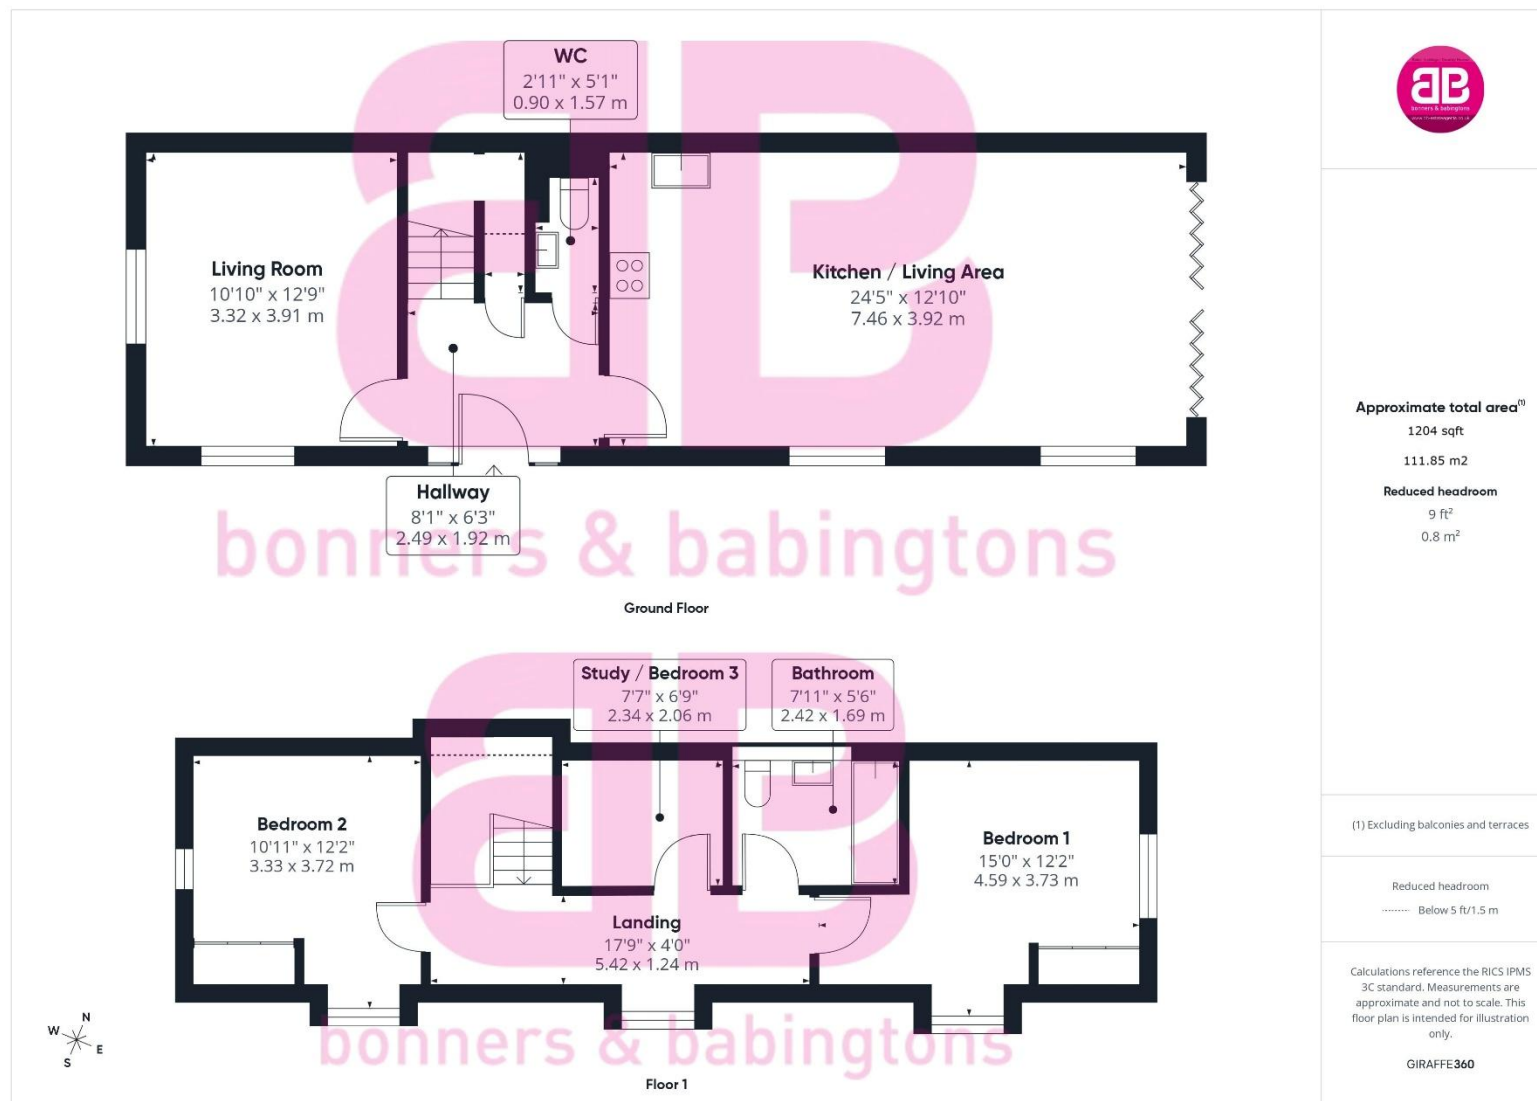 WC
2'11" x 5'1"
0.90 x 1.57 m
Living Room
10'10" x 12'9"
3.32 x 3.91 m
Kitchen / Living Area
24'5" x 12'10"
7.46 x 3.92 m
Hallway
8'1" x 6'3"
2.49 x 1.92 m
bonners & babingtons
Ground Floor
Study / Bedroom 3
7'7" x 6'9"
2.34 x 2.06 m
Bathroom
7'11" x 5'6"
2.42 x 1.69 m
Bedroom 2
10'11" x 12'2"
3.33 x 3.72 m
Bedroom 1
15'0" x 12'2"
4.59 x 3.73 m
Landing
17'9" x 4'0"
5.42 x 1.24 m
N
W
E
S
bonners & babingtons
Floor 1
BB
bonners & babingtons
Approximate total area(1)
1204 sqft
111.85 m2
Reduced headroom
9 ft²
0.8 m²
(1) Excluding balconies and terraces
Reduced headroom
Below 5 ft/1.5 m
Calculations reference the RICS IPMS
3C standard. Measurements are
approximate and not to scale. This
floor plan is intended for illustration
only.
GIRAFFE360